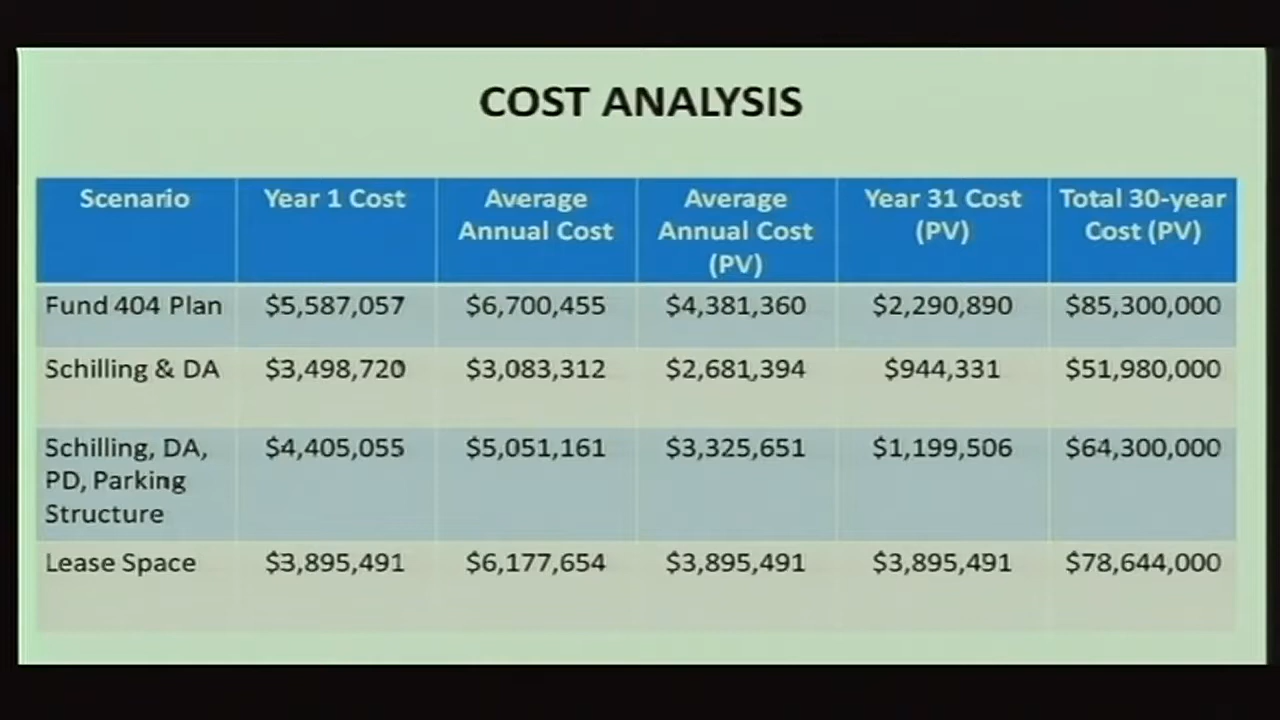 COST ANALYSIS
Scenario Year 1 Cost Average Annual Cost Average Annual Cost (PV) Year 31 Cost (PV) Total 30-year Cost (PV)
Fund 404 Plan $5,587,057 $6,700,455 $4,381,360 $2,290,890 $85,300,000
Schilling & DA $3,498,720 $3,083,312 $2,681,394 $944,331 $51,980,000
Schilling, DA, PD, Parking Structure $4,405,055 $5,051,161 $3,325,651 $1,199,506 $64,300,000
Lease Space $3,895,491 $6,177,654 $3,895,491 $3,895,491 $78,644,000